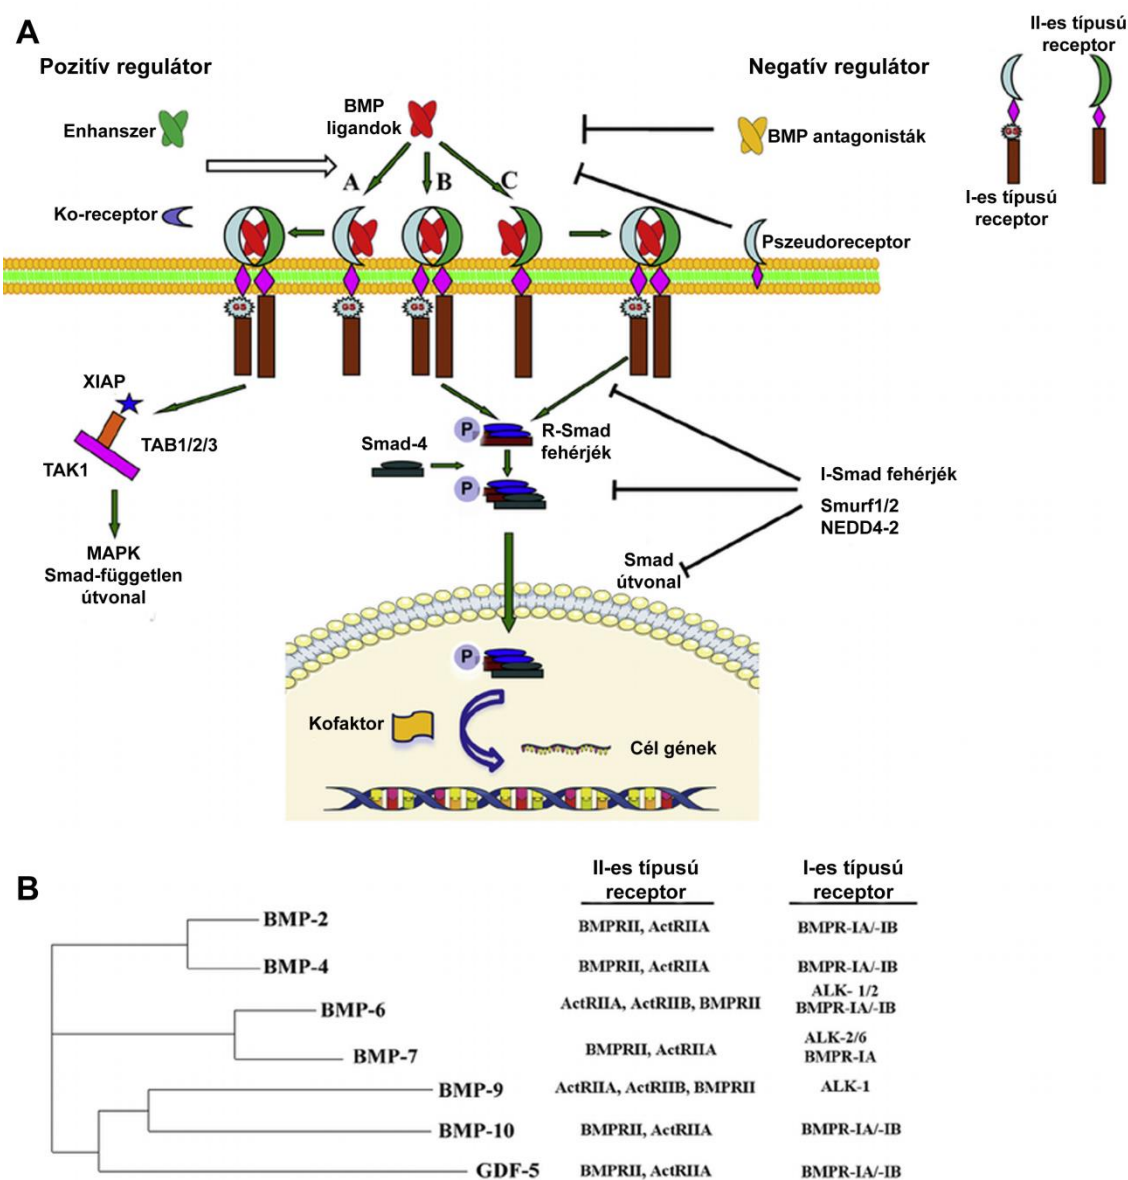 A
Pozitív regulátor
Negatív regulátor
II-es típusú
receptor
Enhanszer
BMP
ligandok
BMP antagonisták
GS
A
B
C
I-es típusú
receptor
Ko-receptor
Pszeudoreceptor
GS
GS
GS
GS
XIAP
TAB1/2/3
TAK1
P
R-Smad
fehérjék
Smad-4
P
I-Smad fehérjék
Smurf1/2
NEDD4-2
MAPK
Smad-független
útvonal
Smad
útvonal
P
Kofaktor
Cél gének
B
II-es típusú
receptor
I-es típusú
receptor
BMP-2
BMPRII, ActRIIA
BMPR-IA/-IB
BMP-4
BMPRII, ActRIIA
BMPR-IA/-IB
BMP-6
ActRIIA, ActRIIB, BMPRII
ALK- 1/2
BMPR-IA/-IB
BMP-7
BMPRII, ActRIIA
ALK-2/6
BMPR-IA
BMP-9
ActRIIA, ActRIIB, BMPRII
ALK-1
BMP-10
BMPRII, ActRIIA
BMPR-IA/-IB
GDF-5
BMPRII, ActRIIA
BMPR-IA/-IB